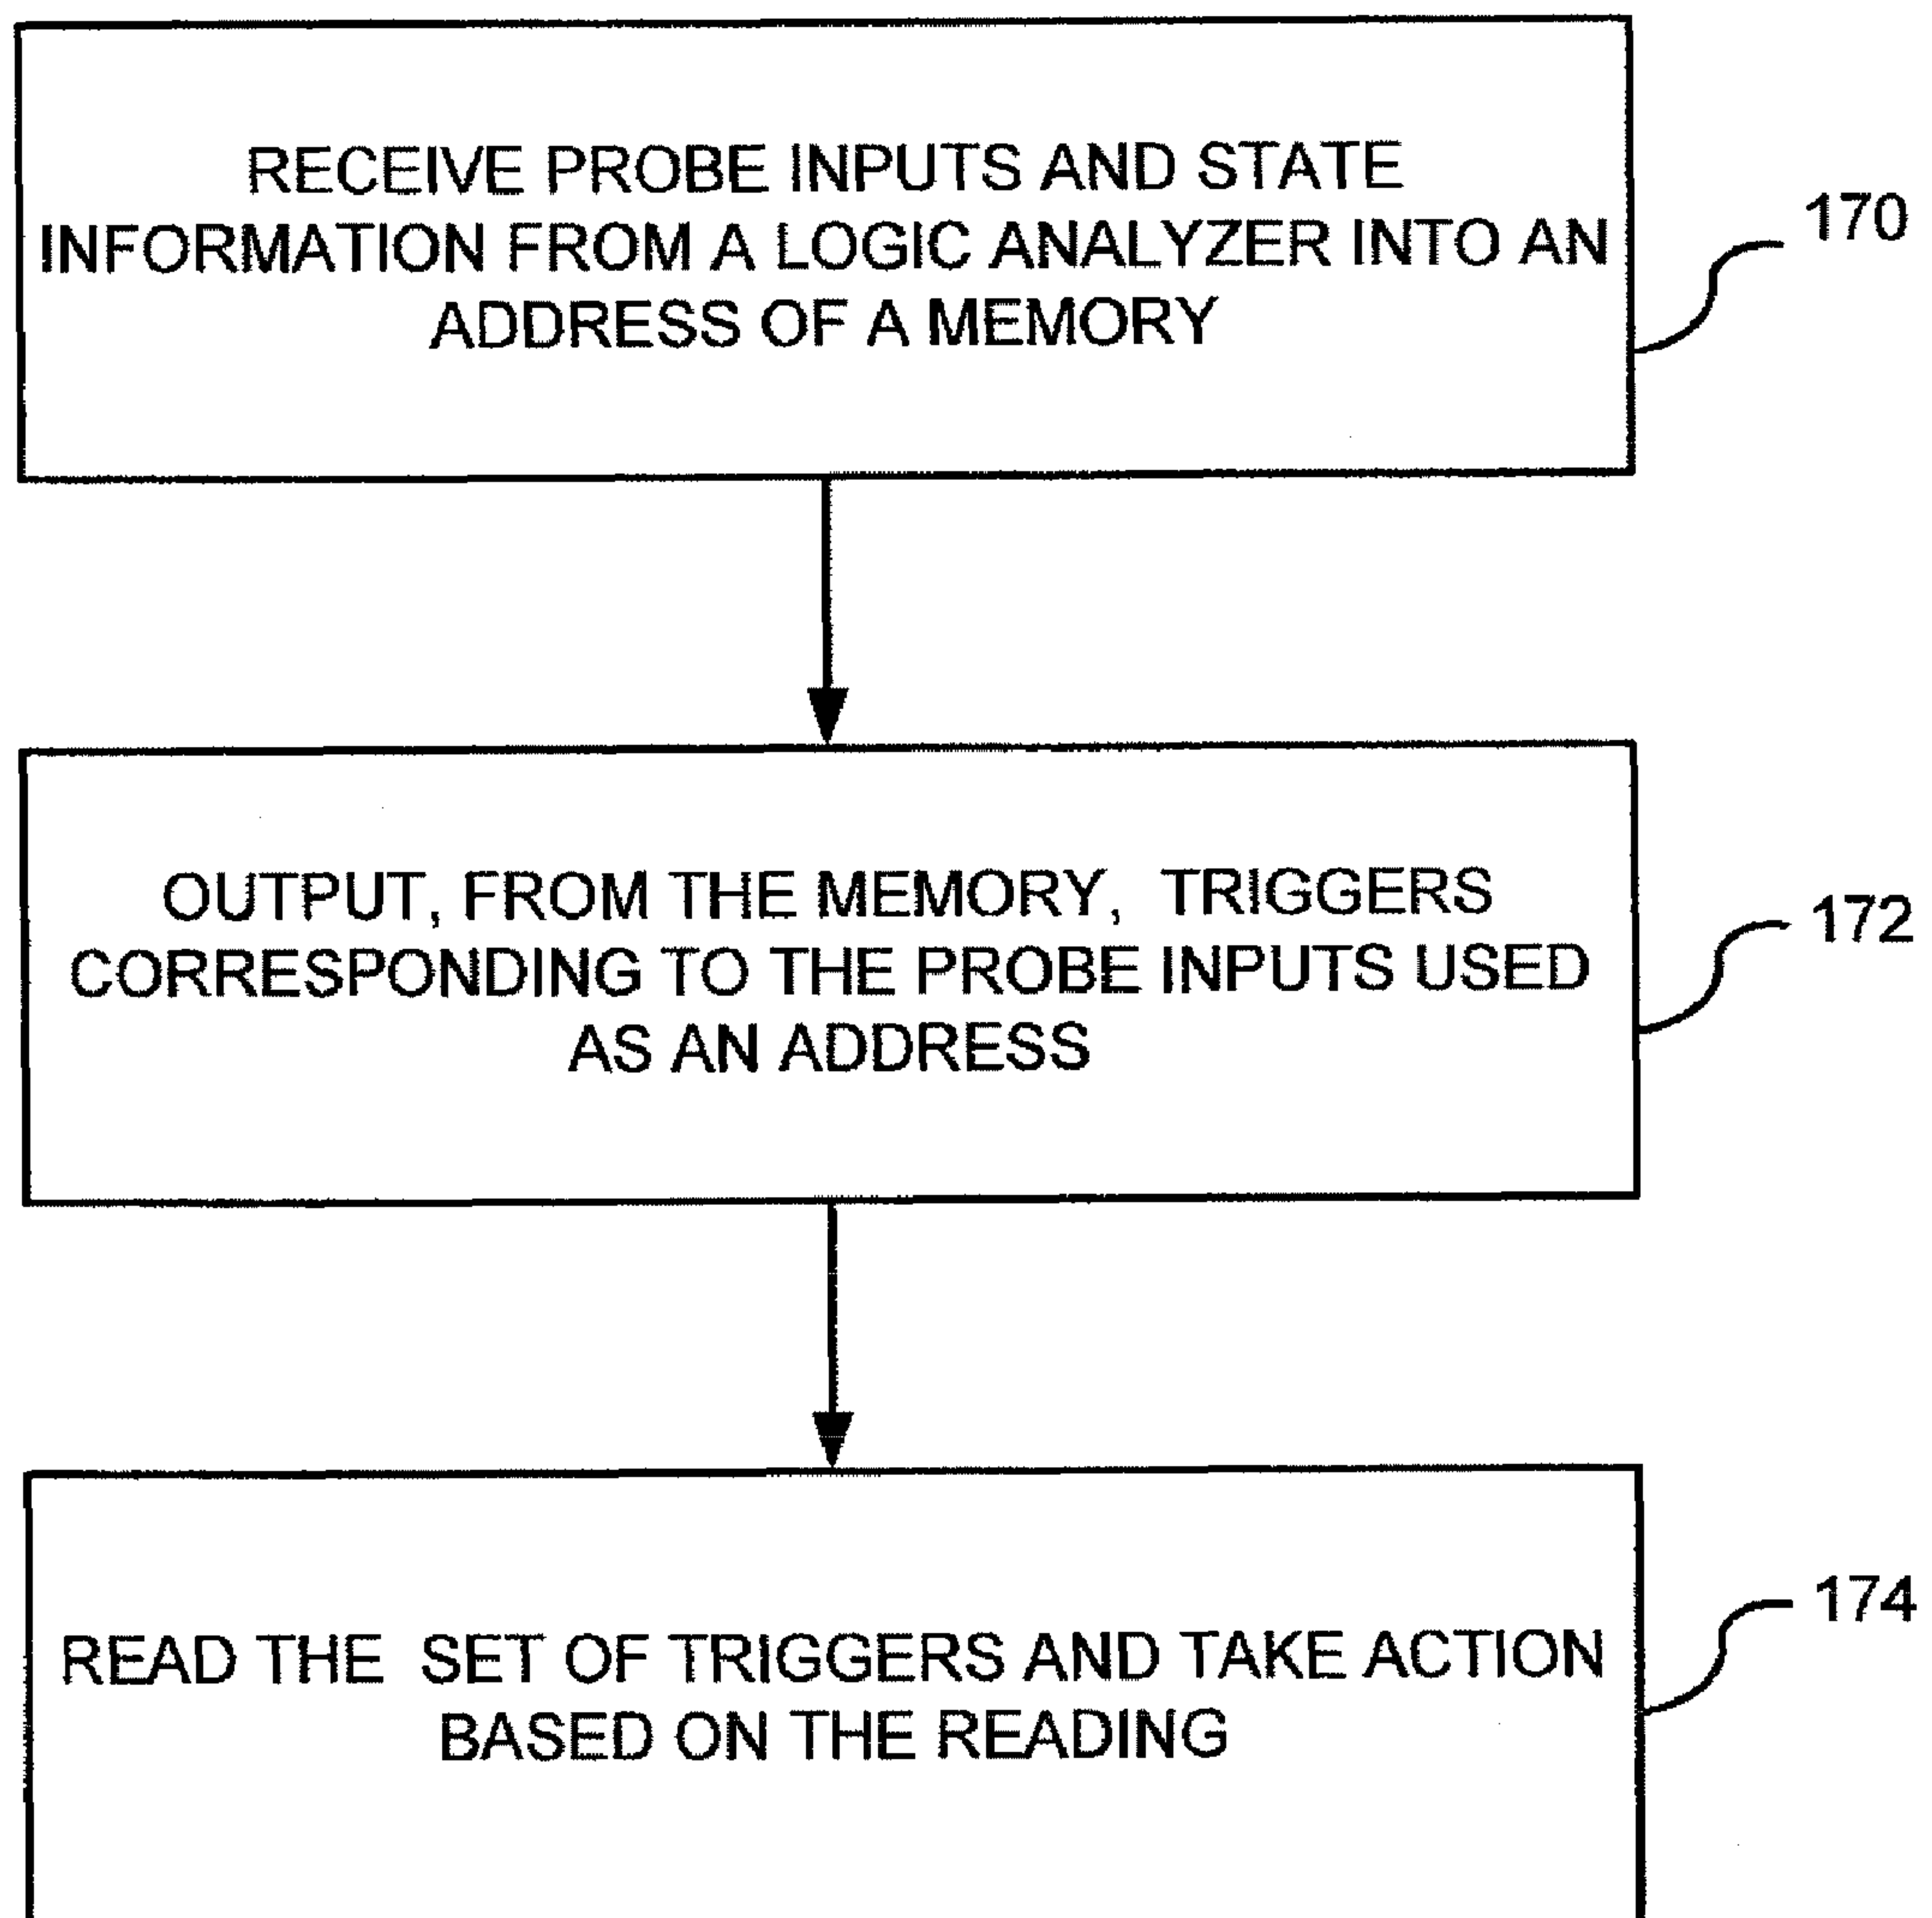 RECEIVE PROBE INPUTS AND STATE
INFORMATION FROM A LOGIC ANALYZER INTO AN
ADDRESS OF A MEMORY
170
OUTPUT, FROM THE MEMORY, TRIGGERS
CORRESPONDING TO THE PROBE INPUTS USED
AS AN ADDRESS
172
READ THE SET OF TRIGGERS AND TAKE ACTION
BASED ON THE READING
174